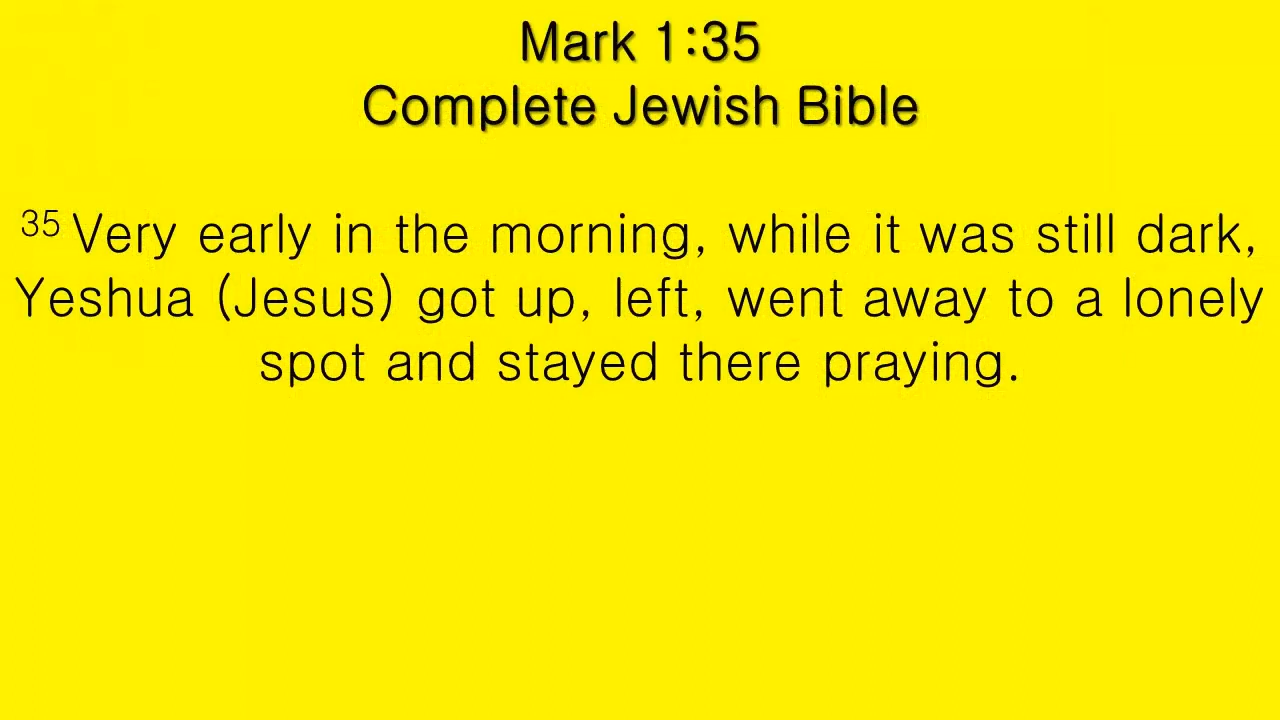 Mark 1:35
Complete Jewish Bible
35 Very early in the morning, while it was still dark,
Yeshua (Jesus) got up, left, went away to a lonely
spot and stayed there praying.